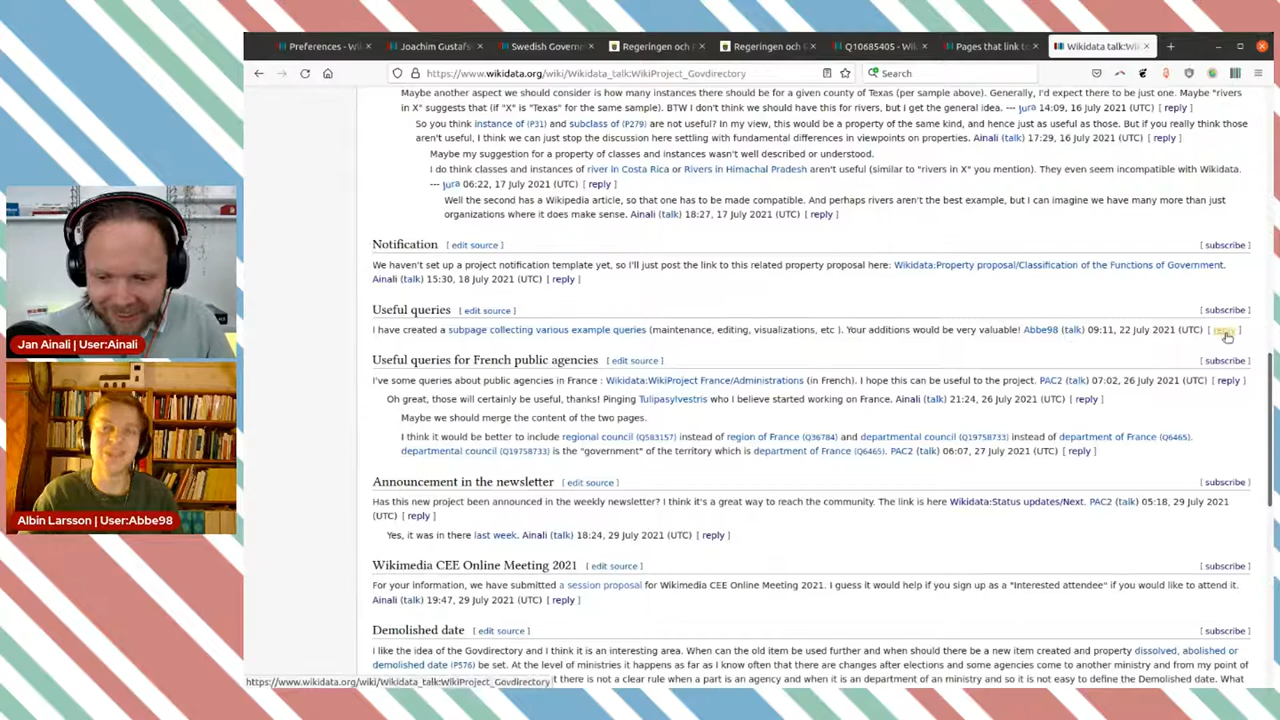 Preferences - Wi
Joachim Gustafs
Swedish Governm
Regeringen och
Regeringen och
Q10685405 - Wik
Pages that link to
Wikidata talk:Wi
https://www.wikidata.org/wiki/Wikidata_talk:WikiProject_Govdirectory
Search
Maybe another aspect we should consider is how many instances there should be for a given county of Texas (per sample above). Generally, I'd expect there to be just one. Maybe "rivers
in X" suggests that (if "X" is "Texas" for the same sample). BTW I don't think we should have this for rivers, but I get the general idea. --- Jura 14:09, 16 July 2021 (UTC) [ reply ]
So you think instance of (P31) and subclass of (P279) are not useful? In my view, this would be a property of the same kind, and hence just as useful as those. But if you really think those
aren't useful, I think we can just stop the discussion here settling with fundamental differences in viewpoints on properties. Ainali (talk) 17:29, 16 July 2021 (UTC) [ reply ]
Maybe my suggestion for a property of classes and instances wasn't well described or understood.
I do think classes and instances of river in Costa Rica or Rivers in Himachal Pradesh aren't useful (similar to "rivers in X" you mention). They even seem incompatible with Wikidata.
--- Jura 06:22, 17 July 2021 (UTC) [ reply ]
Well the second has a Wikipedia article, so that one has to be made compatible. And perhaps rivers aren't the best example, but I can imagine we have many more than just
organizations where it does make sense. Ainali (talk) 18:27, 17 July 2021 (UTC) [ reply ]
Notification [ edit source ] [ subscribe ]
We haven't set up a project notification template yet, so I'll just post the link to this related property proposal here: Wikidata:Property proposal/Classification of the Functions of Government.
Ainali (talk) 15:30, 18 July 2021 (UTC) [ reply ]
Useful queries [ edit source ] [ subscribe ]
I have created a subpage collecting various example queries (maintenance, editing, visualizations, etc ). Your additions would be very valuable! Abbe98 (talk) 09:11, 22 July 2021 (UTC) [ reply ]
Useful queries for French public agencies [ edit source ] [ subscribe ]
I've some queries about public agencies in France : Wikidata:WikiProject France/Administrations (in French). I hope this can be useful to the project. PAC2 (talk) 07:02, 26 July 2021 (UTC) [ reply ]
Oh great, those will certainly be useful, thanks! Pinging Tulipasylvestris who I believe started working on France. Ainali (talk) 21:24, 26 July 2021 (UTC) [ reply ]
Maybe we should merge the content of the two pages.
I think it would be better to include regional council (Q583157) instead of region of France (Q36784) and departmental council (Q19758733) instead of department of France (Q6465).
departmental council (Q19758733) is the "government" of the territory which is department of France (Q6465). PAC2 (talk) 06:07, 27 July 2021 (UTC) [ reply ]
Announcement in the newsletter [ edit source ] [ subscribe ]
Has this new project been announced in the weekly newsletter? I think it's a great way to reach the community. The link is here Wikidata:Status updates/Next. PAC2 (talk) 05:18, 29 July 2021
(UTC) [ reply ]
Yes, it was in there last week. Ainali (talk) 18:24, 29 July 2021 (UTC) [ reply ]
Wikimedia CEE Online Meeting 2021 [ edit source ] [ subscribe ]
For your information, we have submitted a session proposal for Wikimedia CEE Online Meeting 2021. I guess it would help if you sign up as a "Interested attendee" if you would like to attend it.
Ainali (talk) 19:47, 29 July 2021 (UTC) [ reply ]
Demolished date [ edit source ] [ subscribe ]
I like the idea of the Govdirectory and I think it is an interesting area. When can the old item be used further and when should there be a new item created and property dissolved, abolished or
demolished date (P576) be set. At the level of ministries it happens as far as I know often that there are changes after elections and some agencies come to another ministry and from my point of
t there is not a clear rule when a part is an agency and when it is an department of an ministry and so it is not easy to define the Demolished date. What
https://www.wikidata.org/wiki/Wikidata_talk:WikiProject_Govdirectory
Jan Ainali | User:Ainali
Albin Larsson | User:Abbe98